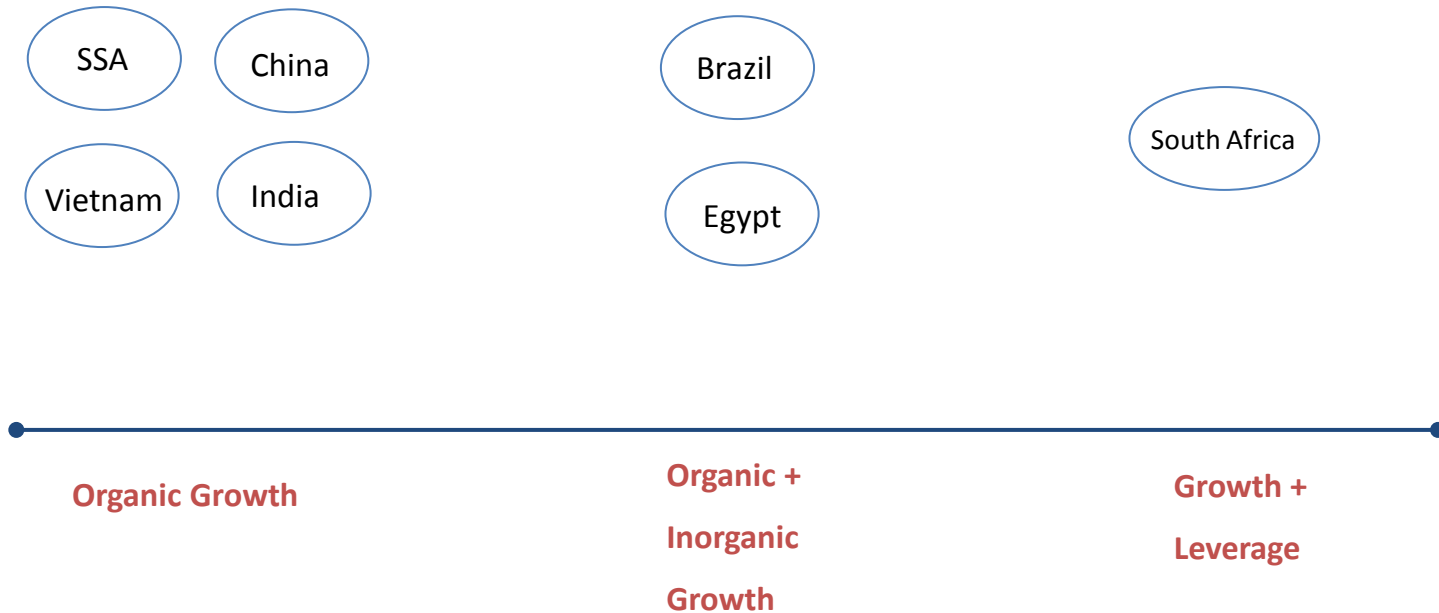 SSA
China
Brazil
South Africa
Vietnam
India
Egypt
Organic Growth
Organic +
Inorganic
Growth
Growth +
Leverage